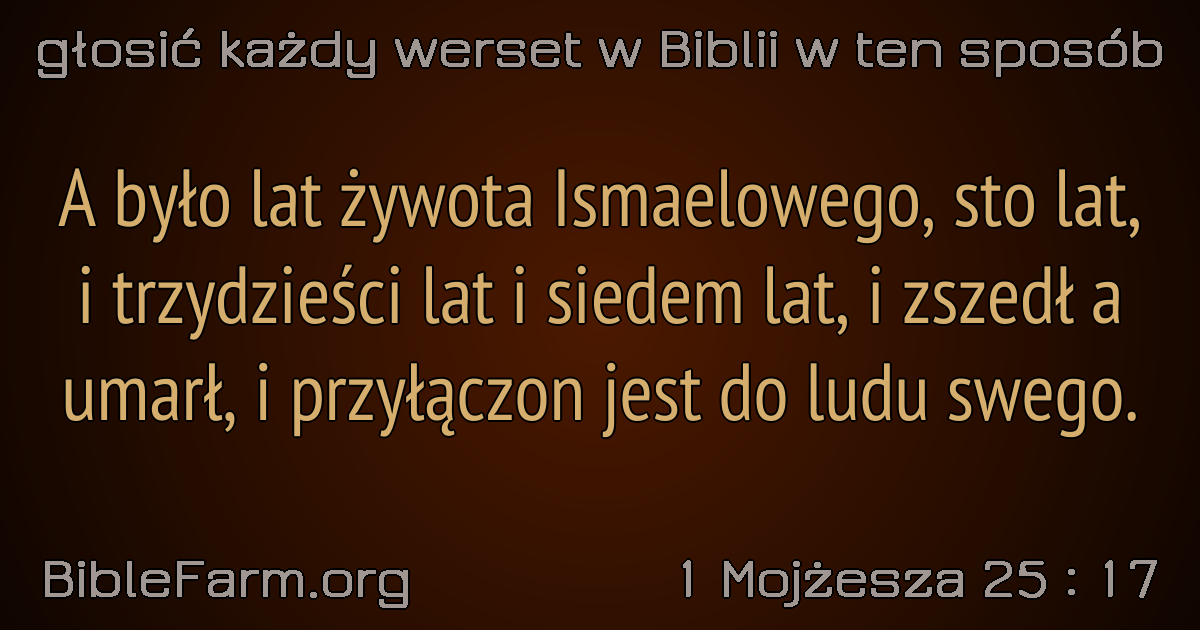 głosić każdy werset w Biblii w ten sposób
A było lat żywota Ismaelowego, sto lat,
i trzydzieści lat i siedem lat, i zszedł a
umarł, i przyłączon jest do ludu swego.
BibleFarm.org
1 Mojżesza 25 : 17